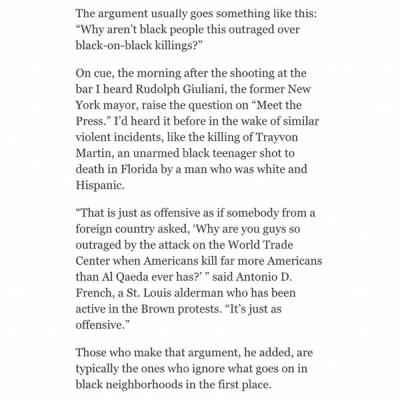 The argument usually goes something like this:
“Why aren’t black people this outraged over
black-on-black killings?”
On cue, the morning after the shooting at the
bar I heard Rudolph Giuliani, the former New
York mayor, raise the question on “Meet the
Press.” I’d heard it before in the wake of similar
violent incidents, like the killing of Trayvon
Martin, an unarmed black teenager shot to
death in Florida by a man who was white and
Hispanic.
“That is just as offensive as if somebody from a
foreign country asked, ‘Why are you guys so
outraged by the attack on the World Trade
Center when Americans kill far more Americans
than Al Qaeda ever has?’ ” said Antonio D.
French, a St. Louis alderman who has been
active in the Brown protests. “It’s just as
offensive.”
Those who make that argument, he added, are
typically the ones who ignore what goes on in
black neighborhoods in the first place.